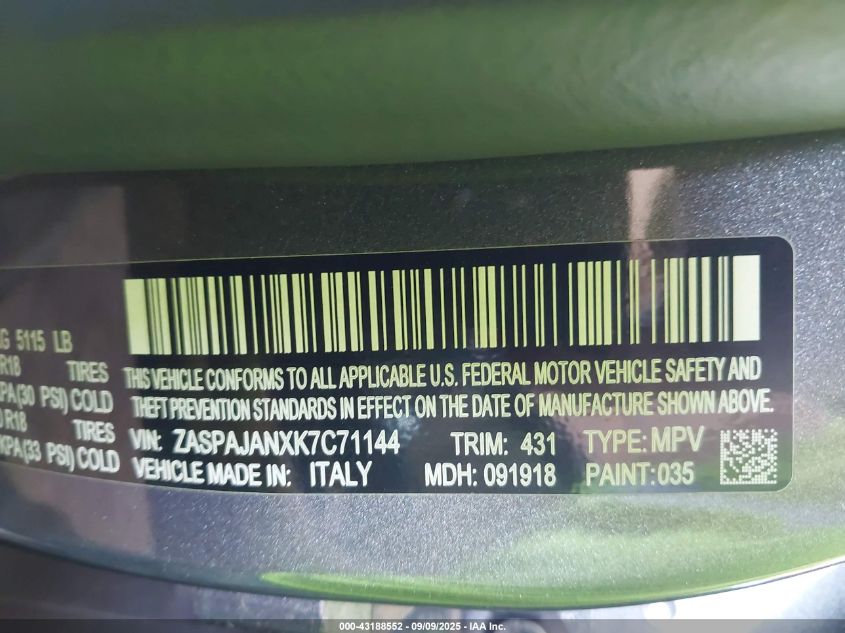 G 5115 LB
R18 TIRES
KPA(30 PSI) COLD
R18 TIRES
KPA(33 PSI) COLD
THIS VEHICLE CONFORMS TO ALL APPLICABLE U.S. FEDERAL MOTOR VEHICLE SAFETY AND
THEFT PREVENTION STANDARDS IN EFFECT ON THE DATE OF MANUFACTURE SHOWN ABOVE.
VIN: ZASPAJANXK7C71144 TRIM: 431 TYPE: MPV
VEHICLE MADE IN: ITALY MDH: 091918 PAINT: 035
000-43188552 - 09/09/2025 - IAA Inc.